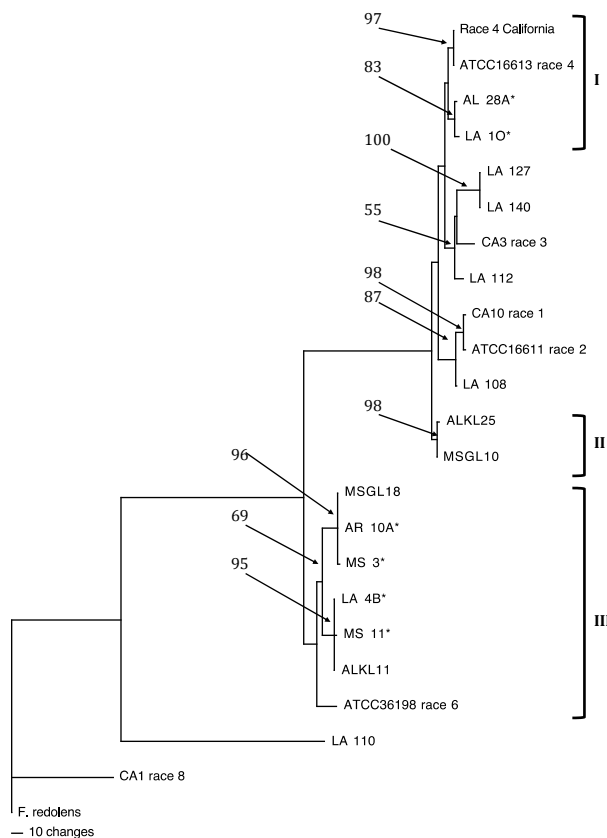 97
Race 4 California
ATCC16613 race 4
83
AL 28A*
I
LA 1O*
100
LA 127
LA 140
55
CA3 race 3
LA 112
98
87
CA10 race 1
ATCC16611 race 2
LA 108
98
ALKL25
II
MSGL10
96
MSGL18
69
AR 10A*
95
MS 3*
LA 4B*
III
MS 11*
ALKL11
ATCC36198 race 6
LA 110
CA1 race 8
F. redolens
10 changes